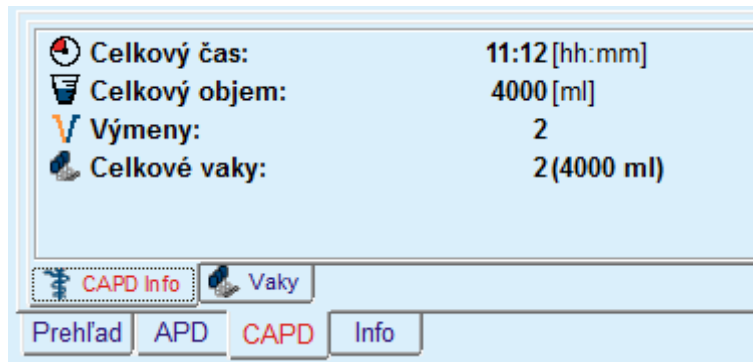 Celkový čas: 11:12 [hh:mm]
Celkový objem: 4000 [ml]
Výmeny: 2
Celkové vaky: 2 (4000 ml)
CAPD Info Vaky
Prehľad APD CAPD Info